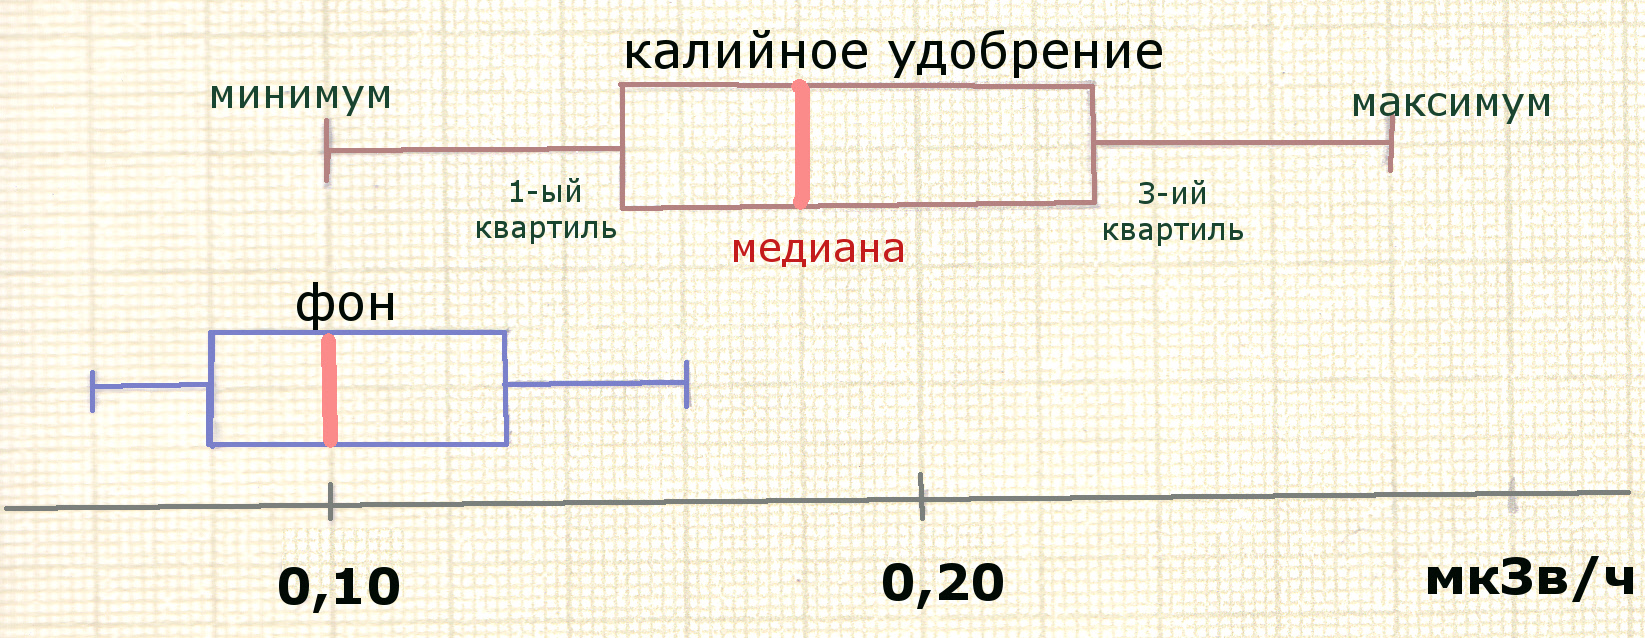 калийное удобрение
минимум
максимум
1-ый
квартиль
3-ий
квартиль
медиана
фон
0,10
0,20
мкЗв/ч